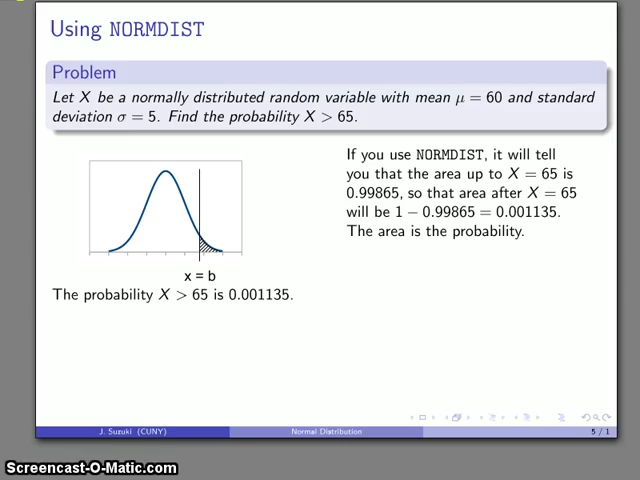 Using NORMDIST
Problem
Let X be a normally distributed random variable with mean μ = 60 and standard
deviation σ = 5. Find the probability X > 65.
If you use NORMDIST, it will tell
you that the area up to X = 65 is
0.99865, so that area after X = 65
will be 1 − 0.99865 = 0.001135.
The area is the probability.
x = b
The probability X > 65 is 0.001135.
J. Suzuki (CUNY)
Normal Distribution
5 / 1
Screencast-O-Matic.com